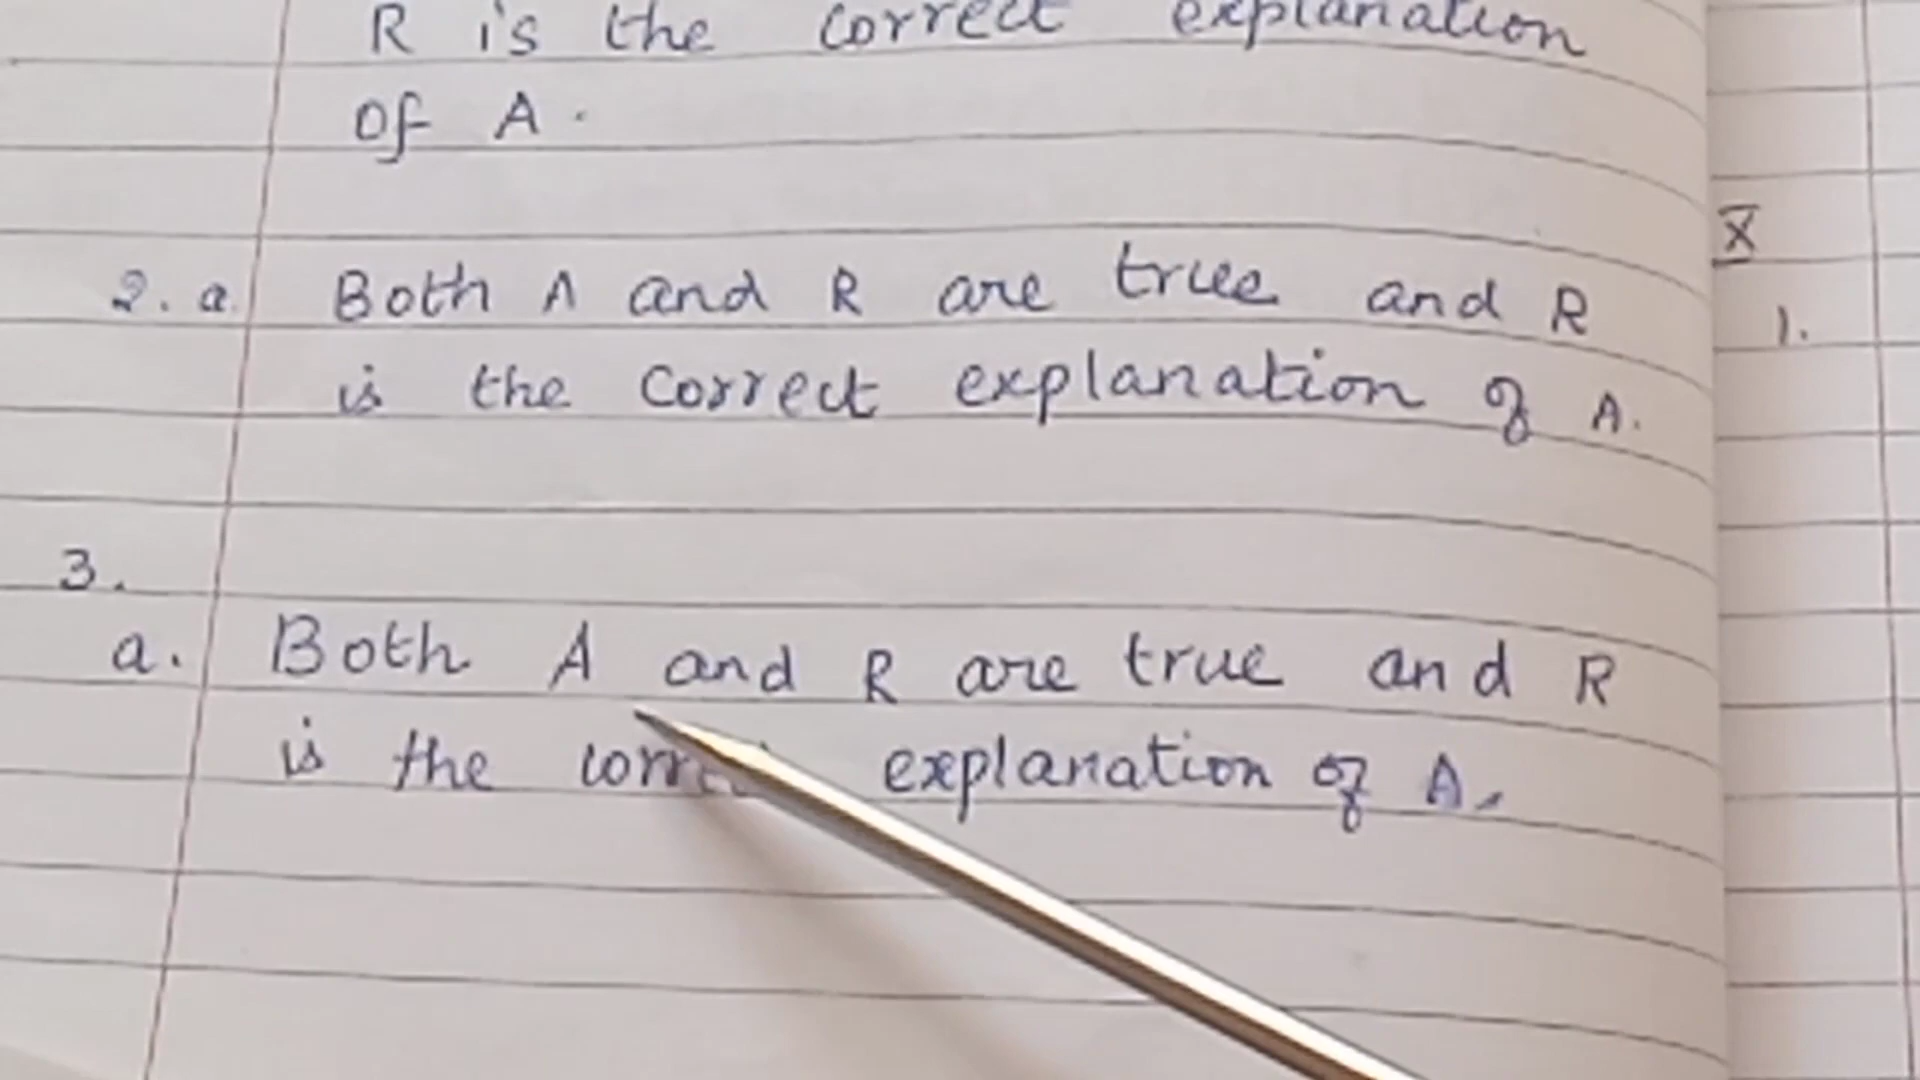 R is the correct explanation
of A.
2. a. Both A and R are true and R
is the correct explanation of A.
3.
a. Both A and R are true and R
is the explanation of A.
X
1.